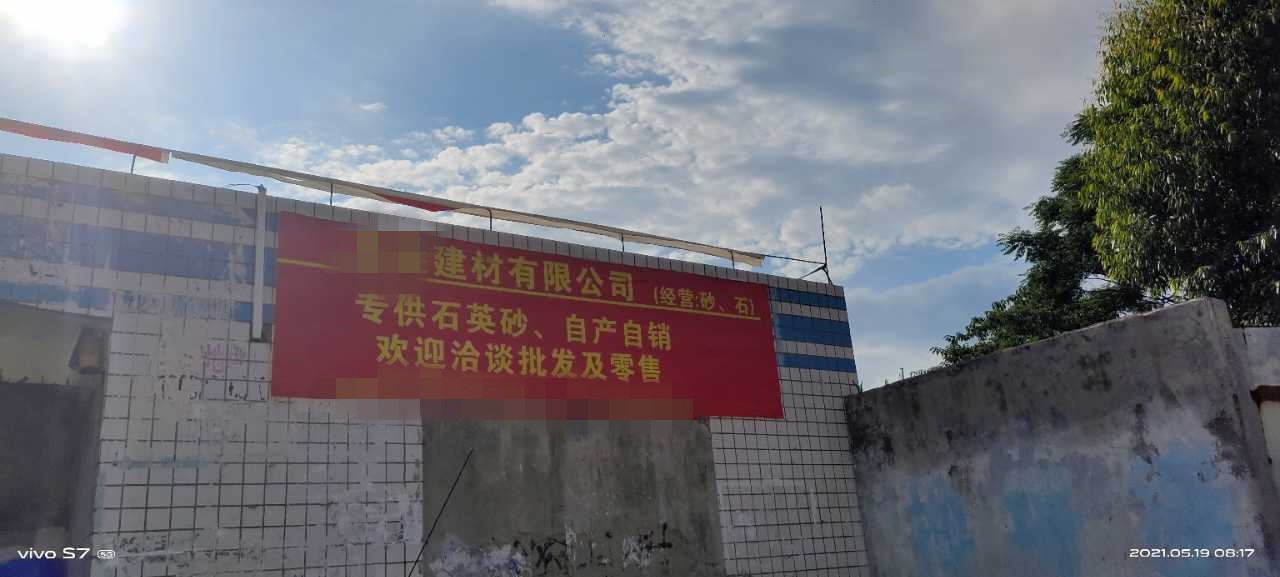 建材有限公司（经营:砂、石）
专供石英砂、自产自销
欢迎洽谈批发及零售
vivo S7 5G
2021.05.19 08:17